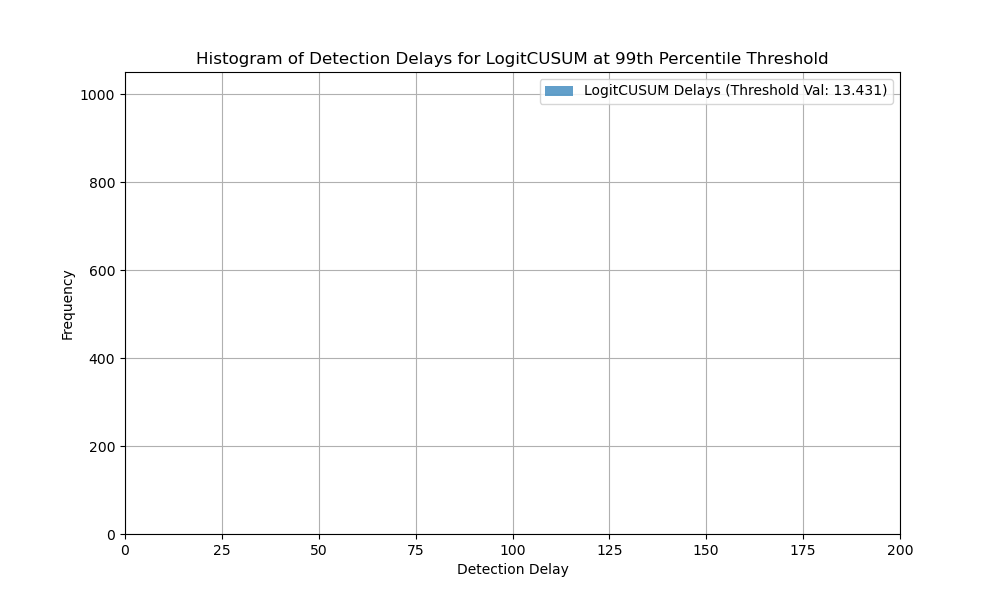 Histogram of Detection Delays for LogitCUSUM at 99th Percentile Threshold
LogitCUSUM Delays (Threshold Val: 13.431)
1000
800
600
400
200
0
Frequency
0 25 50 75 100 125 150 175 200
Detection Delay